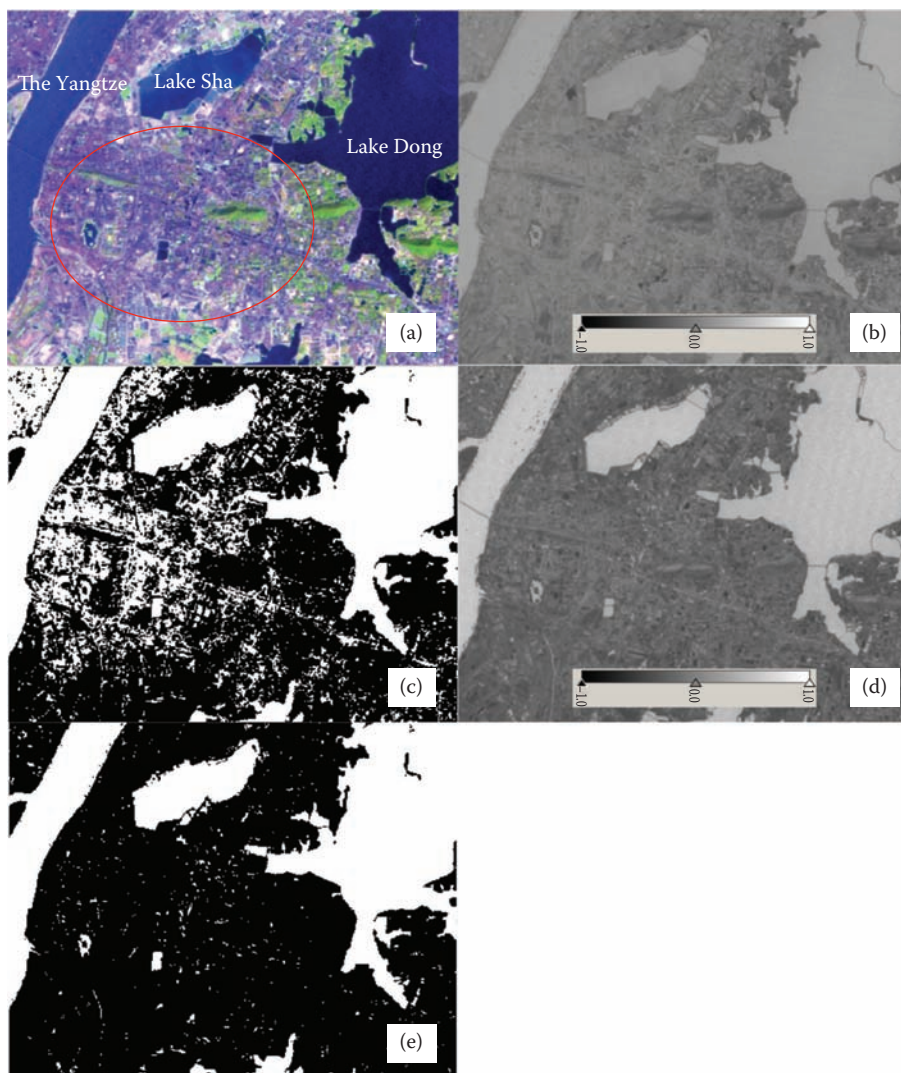 The Yangtze
Lake Sha
Lake Dong
(a)
−1.0
0.0
1.0
(b)
(c)
−1.0
0.0
1.0
(d)
(e)